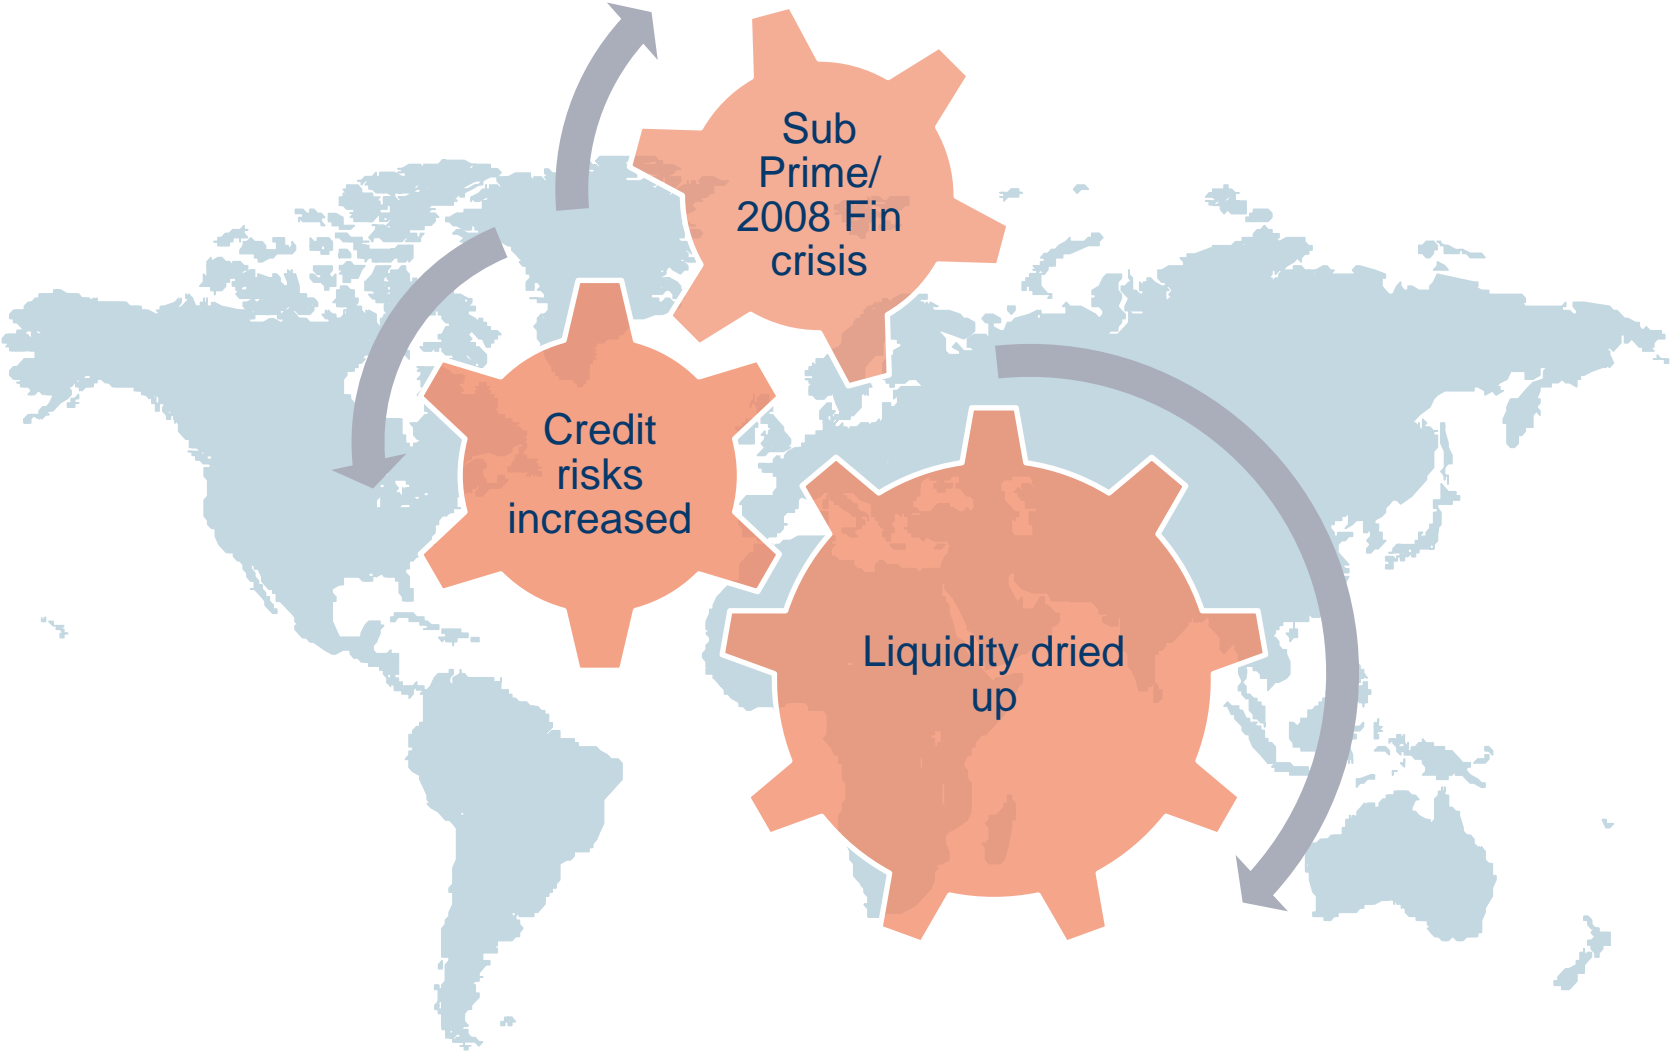 Sub
Prime/
2008 Fin
crisis
Credit
risks
increased
Liquidity dried
up